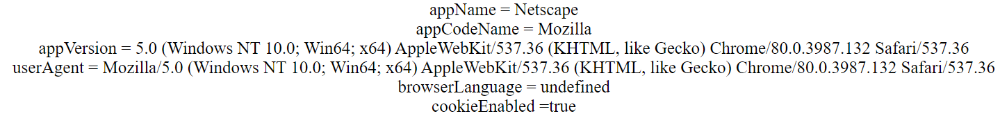 appName = Netscape
appCodeName = Mozilla
appVersion = 5.0 (Windows NT 10.0; Win64; x64) AppleWebKit/537.36 (KHTML, like Gecko) Chrome/80.0.3987.132 Safari/537.36
userAgent = Mozilla/5.0 (Windows NT 10.0; Win64; x64) AppleWebKit/537.36 (KHTML, like Gecko) Chrome/80.0.3987.132 Safari/537.36
browserLanguage = undefined
cookieEnabled =true